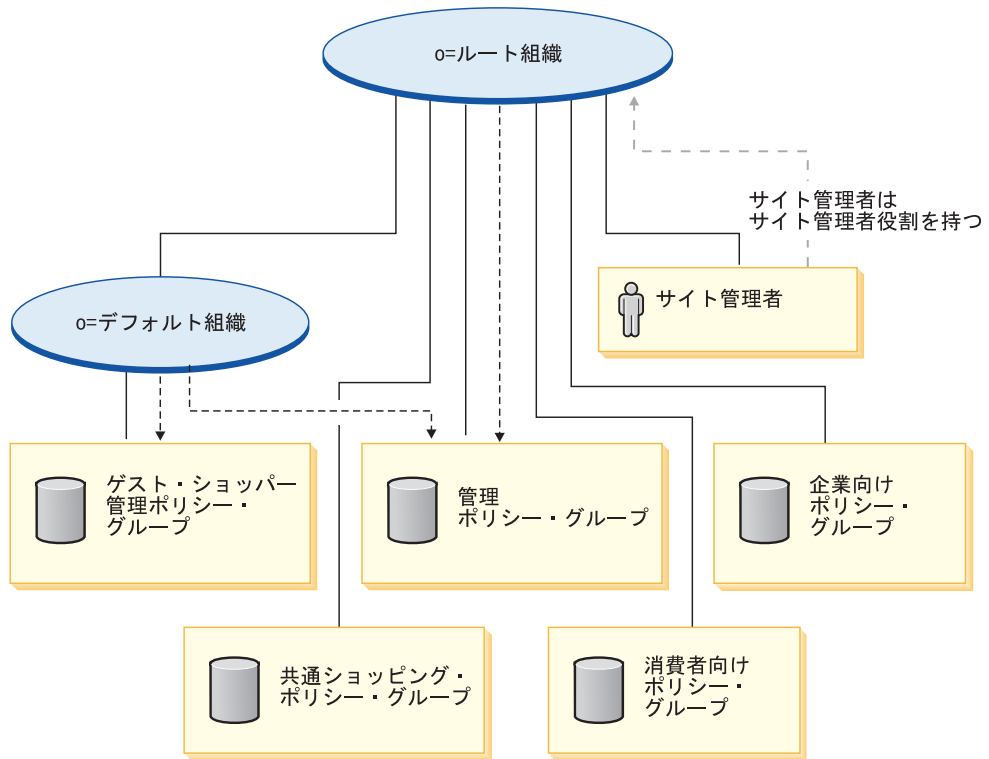 o=ルート組織
サイト管理者は
サイト管理者役割を持つ
サイト管理者
o=デフォルト組織
ゲスト・ショッパー
管理ポリシー・
グループ
管理
ポリシー・グループ
企業向け
ポリシー・
グループ
共通ショッピング・
ポリシー・グループ
消費者向け
ポリシー・
グループ